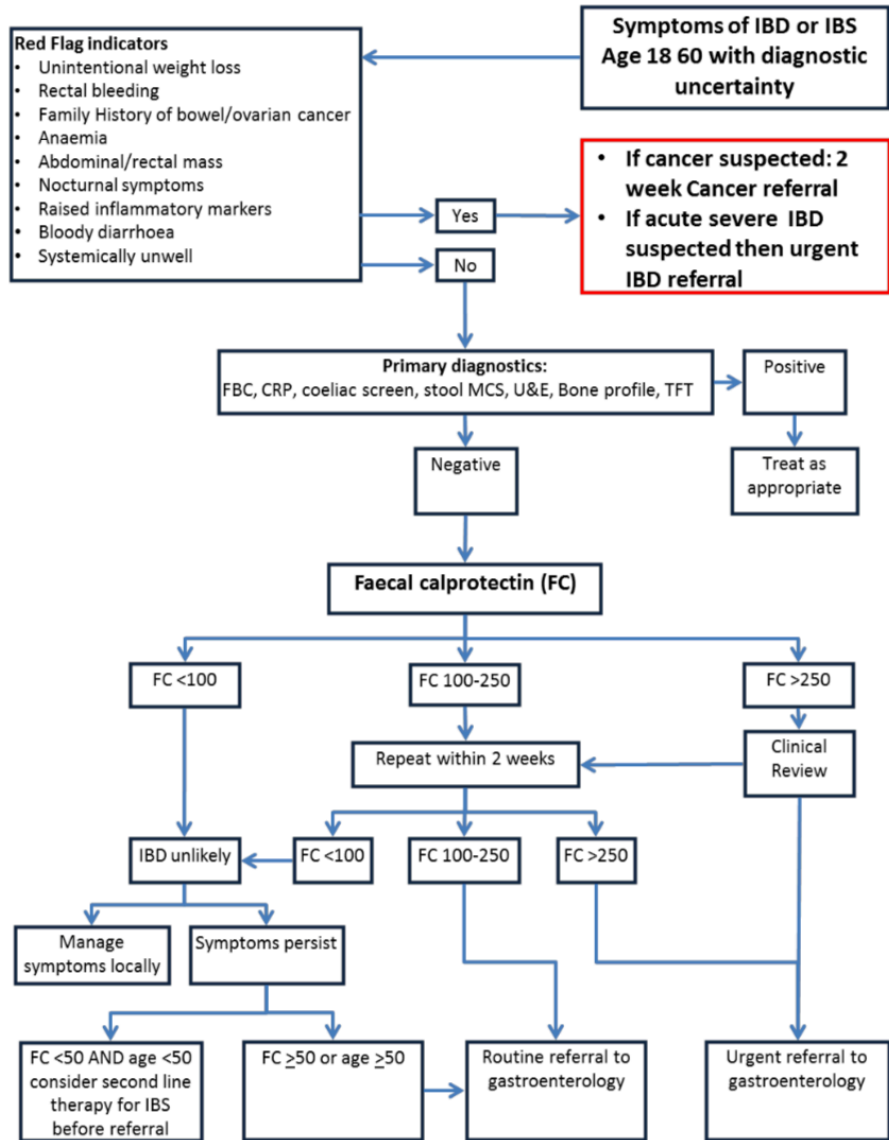 Symptoms of IBD or IBS
Age 18 60 with diagnostic
uncertainty
Red Flag indicators
• Unintentional weight loss
• Rectal bleeding
• Family History of bowel/ovarian cancer
• Anaemia
• Abdominal/rectal mass
• Nocturnal symptoms
• Raised inflammatory markers
• Bloody diarrhoea
• Systemically unwell
Yes
No
• If cancer suspected: 2
week Cancer referral
• If acute severe IBD
suspected then urgent
IBD referral
Primary diagnostics:
FBC, CRP, coeliac screen, stool MCS, U&E, Bone profile, TFT
Positive
Treat as
appropriate
Negative
Faecal calprotectin (FC)
FC <100
FC 100-250
FC >250
Repeat within 2 weeks
Clinical
Review
IBD unlikely
FC <100
FC 100-250
FC >250
Manage
symptoms locally
Symptoms persist
FC <50 AND age <50
consider second line
therapy for IBS
before referral
FC ≥50 or age ≥50
Routine referral to
gastroenterology
Urgent referral to
gastroenterology